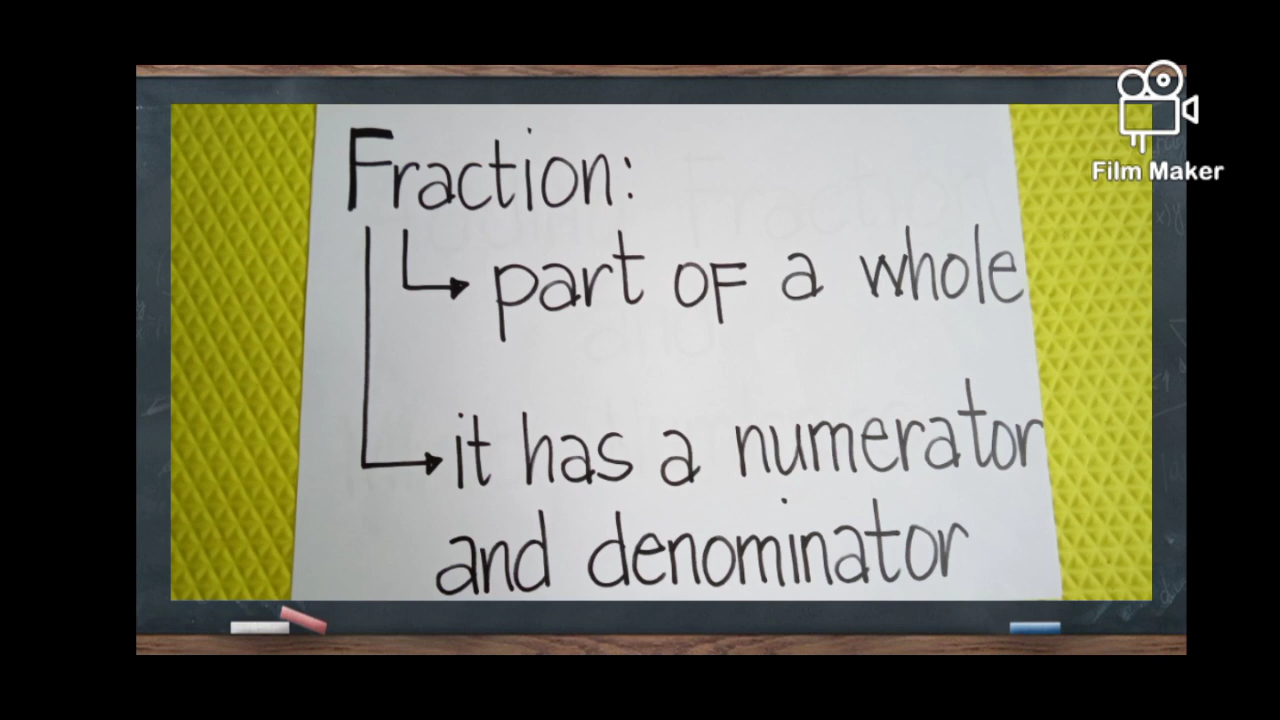 Film Maker
Fraction:
part of a whole
it has a numerator
and denominator